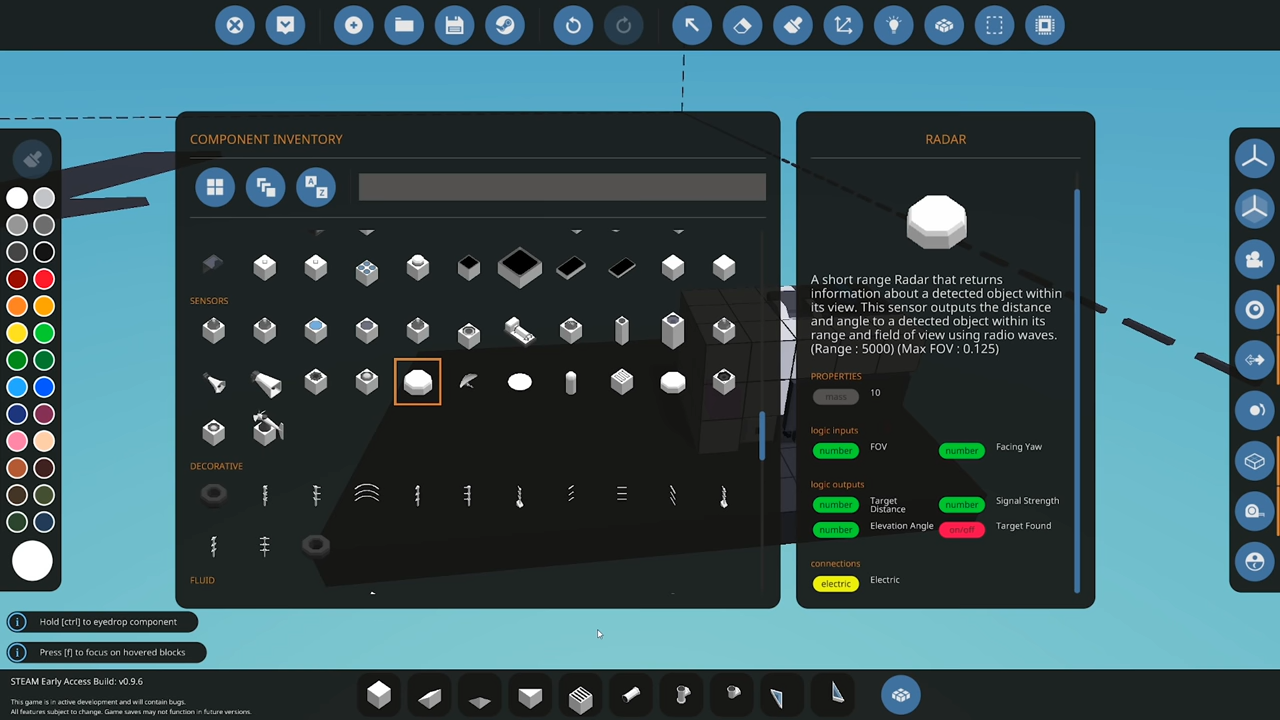 COMPONENT INVENTORY
A
Z
SENSORS
DECORATIVE
FLUID
RADAR
A short range Radar that returns
information about a detected object within
its view. This sensor outputs the distance
and angle to a detected object within its
range and field of view using radio waves.
(Range : 5000) (Max FOV : 0.125)
PROPERTIES
mass 10
logic inputs
number FOV number Facing Yaw
logic outputs
number Target Distance number Signal Strength
number Elevation Angle on/off Target Found
connections
electric Electric
i Hold [ctrl] to eyedrop component
i Press [f] to focus on hovered blocks
STEAM Early Access Build: v0.9.6
This game is in active development and will contain bugs.
All features subject to change. Game saves may not function in future versions.